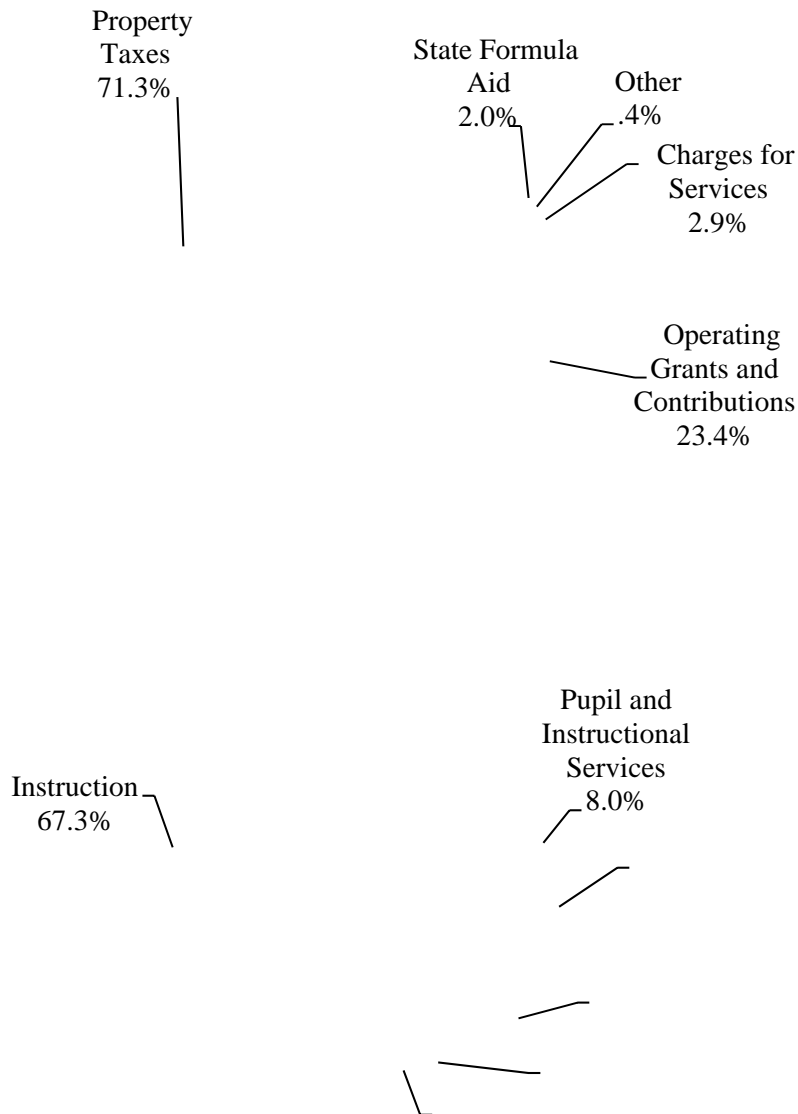 Property
Taxes
71.3%
State Formula
Aid
2.0%
Other
.4%
Charges for
Services
2.9%
Operating
Grants and
Contributions
23.4%
Pupil and
Instructional
Services
8.0%
Instruction
67.3%